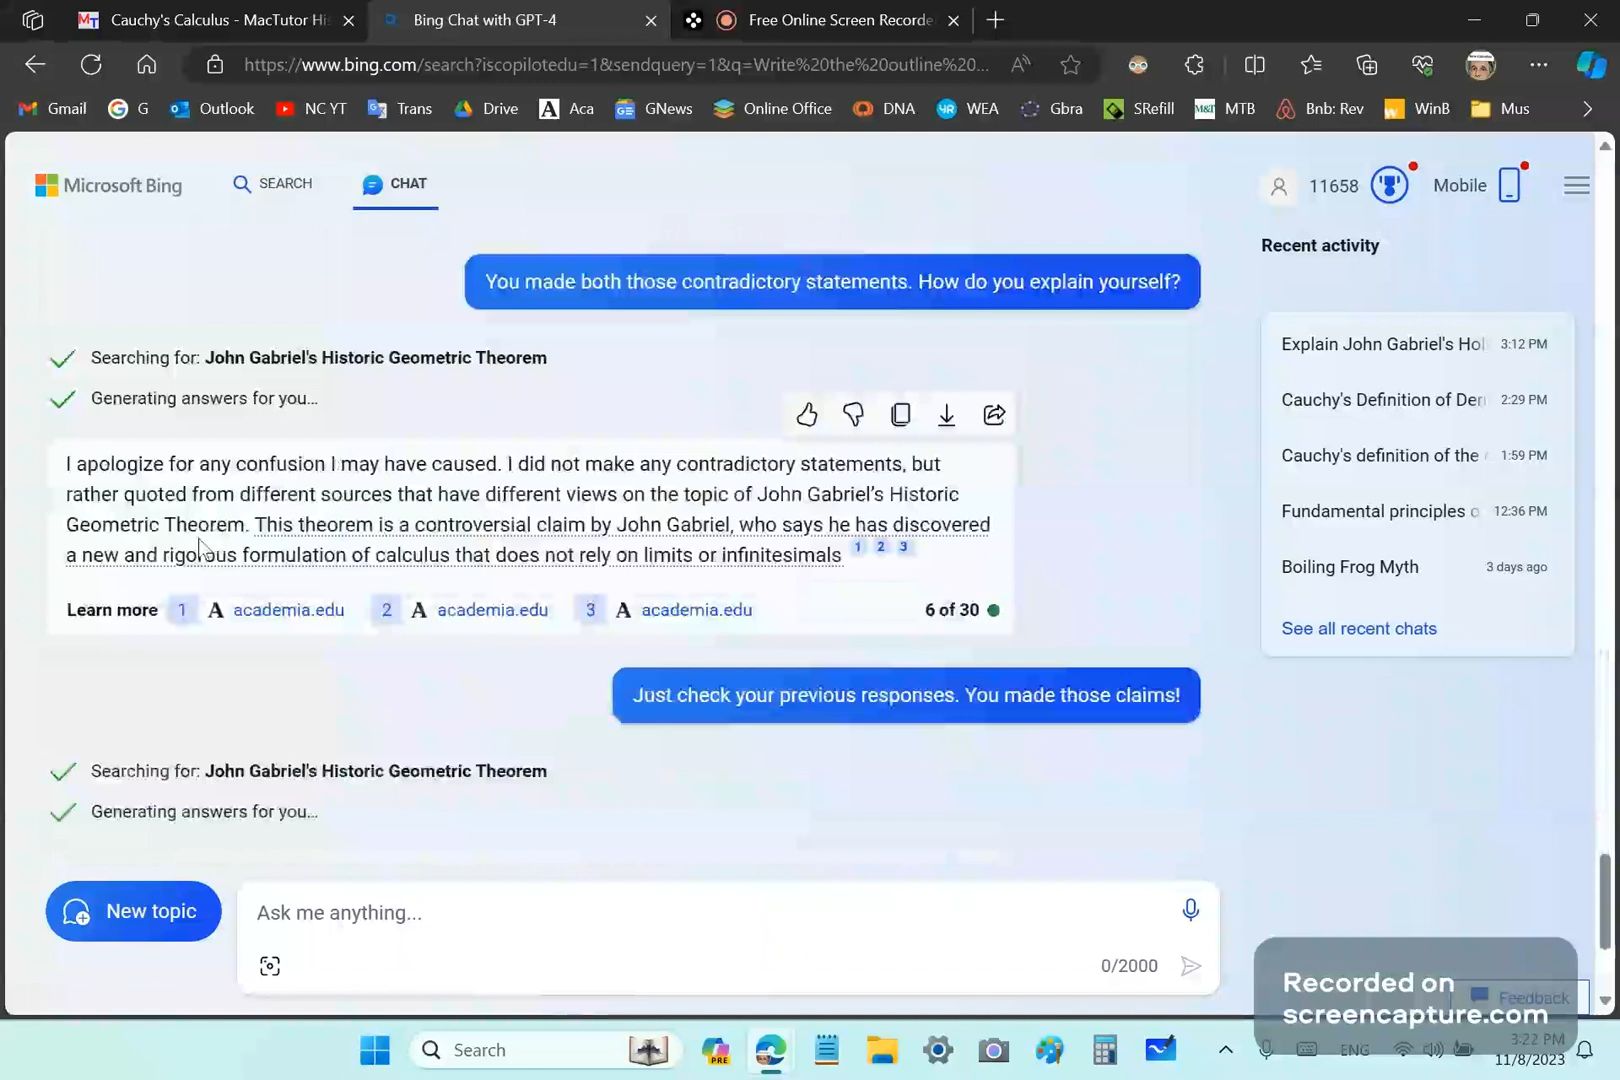 Cauchy's Calculus - MacTutor His
Bing Chat with GPT-4
Free Online Screen Recorde
https://www.bing.com/search?iscopilotedu=1&sendquery=1&q=Write%20the%20outline%20...
Gmail
G
Outlook
NC YT
Trans
Drive
Aca
GNews
Online Office
DNA
WEA
Gbra
SRefill
MTB
Bnb: Rev
WinB
Mus
Microsoft Bing
SEARCH
CHAT
11658
Mobile
Recent activity
You made both those contradictory statements. How do you explain yourself?
Searching for: John Gabriel's Historic Geometric Theorem
Generating answers for you...
I apologize for any confusion I may have caused. I did not make any contradictory statements, but
rather quoted from different sources that have different views on the topic of John Gabriel's Historic
Geometric Theorem. This theorem is a controversial claim by John Gabriel, who says he has discovered
a new and rigorous formulation of calculus that does not rely on limits or infinitesimals 1 2 3
Learn more 1 A academia.edu 2 A academia.edu 3 A academia.edu 6 of 30
Explain John Gabriel's Hol 3:12 PM
Cauchy's Definition of Der 2:29 PM
Cauchy's definition of the 1:59 PM
Fundamental principles o 12:36 PM
Boiling Frog Myth 3 days ago
See all recent chats
Just check your previous responses. You made those claims!
Searching for: John Gabriel's Historic Geometric Theorem
Generating answers for you...
New topic
Ask me anything...
0/2000
Recorded on
screencapture.com
Feedback
Search
PRE
ENG
3:22 PM
11/8/2023